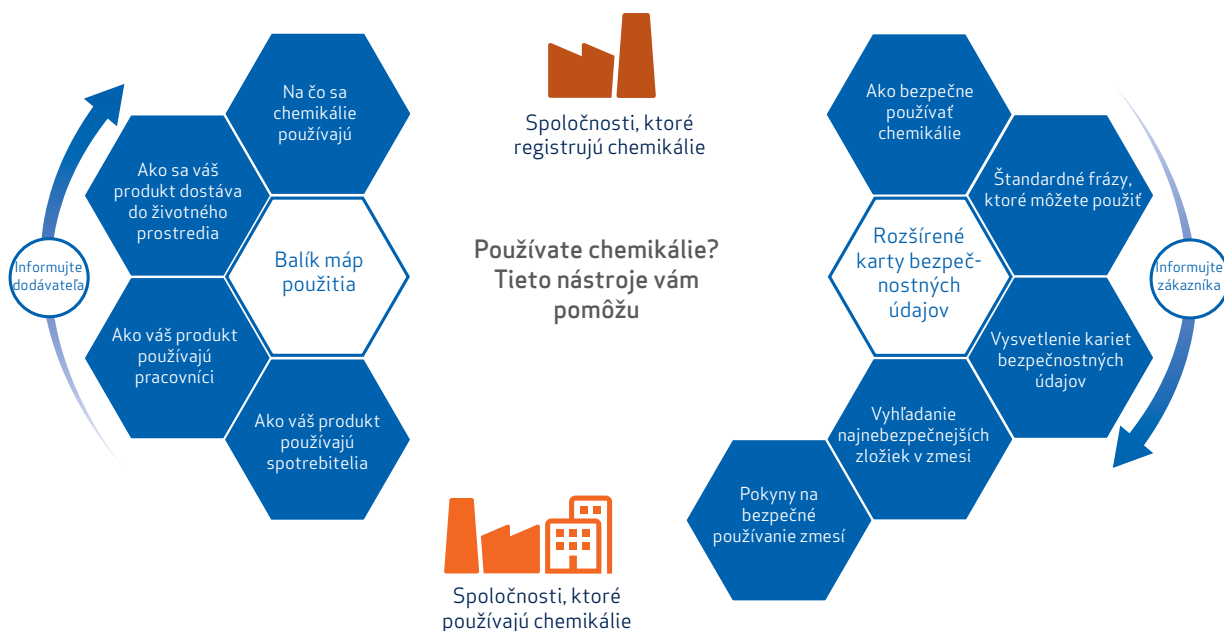 Na čo sa
chemikálie
používajú
Ako sa váš
produkt dostáva
do životného
prostredia
Informujte
dodávateľa
Balík máp
použitia
Ako váš produkt
používajú
pracovníci
Ako váš produkt
používajú
spotrebitelia
Spoločnosti, ktoré
registrujú chemikálie
Používate chemikálie?
Tieto nástroje vám
pomôžu
Spoločnosti, ktoré
používajú chemikálie
Ako bezpečne
používať
chemikálie
Štandardné frázy,
ktoré môžete použiť
Rozšírené
karty bezpeč-
nostných
údajov
Informujte
zákazníka
Vysvetlenie kariet
bezpečnostných
údajov
Vyhľadanie
najnebezpečnejších
zložiek v zmesi
Pokyny na
bezpečné
používanie zmesí